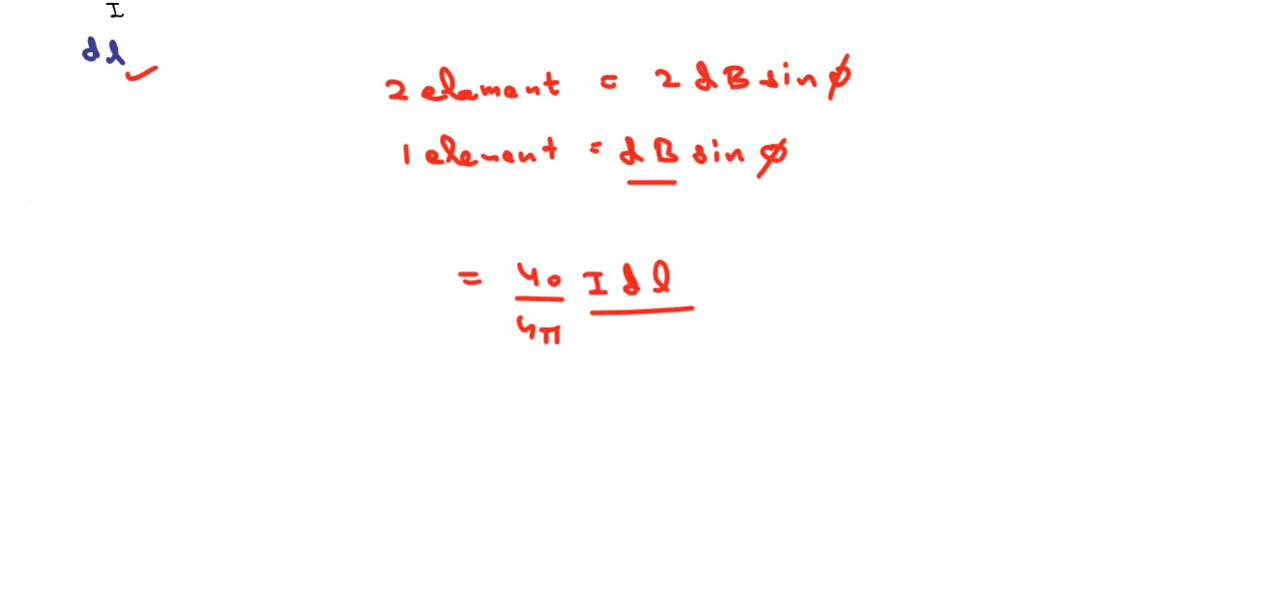 I
dl
2 element = 2 dB sin ϕ
1 element = dB sin ϕ
= μ0 I dl
4π